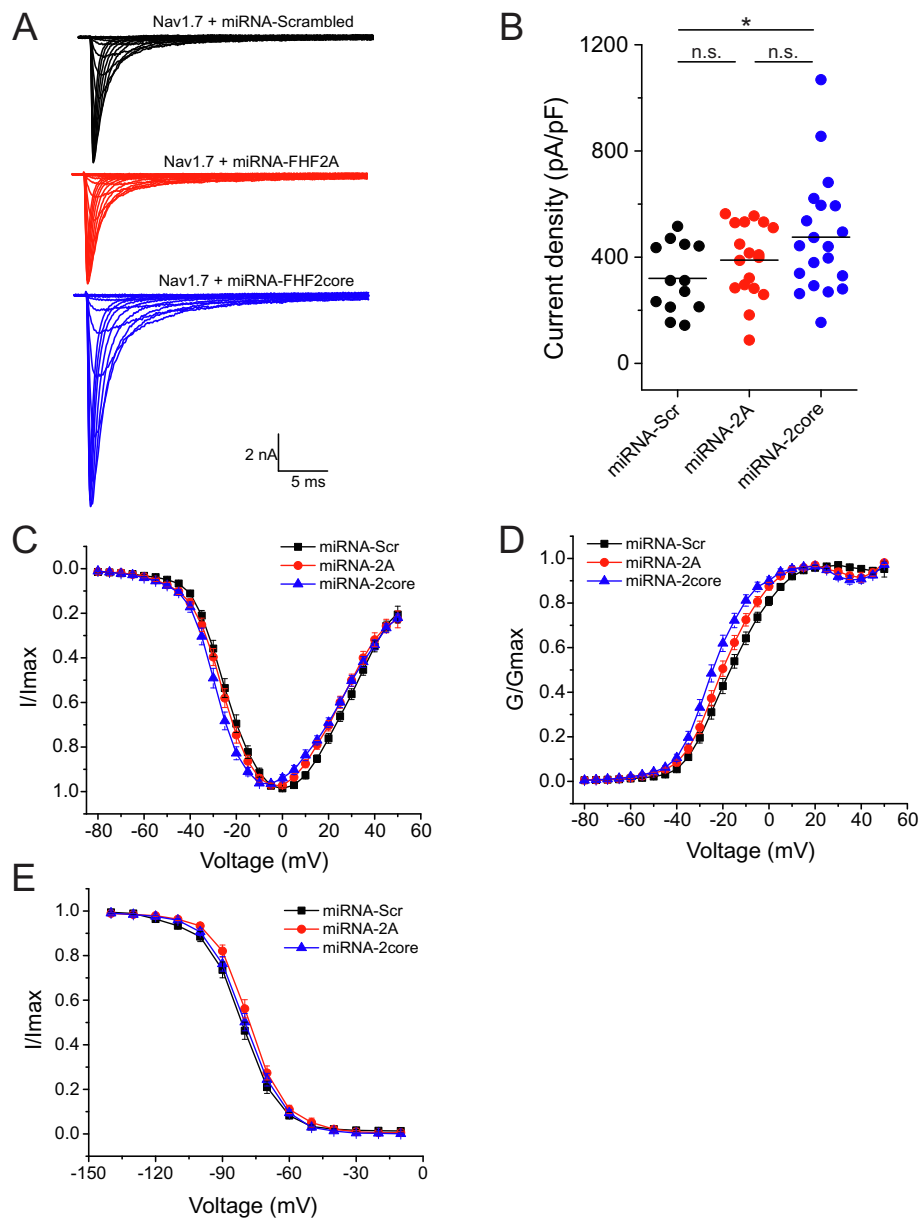 A
Nav1.7 + miRNA-Scrambled
Nav1.7 + miRNA-FHF2A
Nav1.7 + miRNA-FHF2core
2 nA
5 ms
B
*
n.s. n.s.
1200
800
400
0
Current density (pA/pF)
miRNA-Scr
miRNA-2A
miRNA-2core
C
miRNA-Scr
miRNA-2A
miRNA-2core
0.0
0.2
0.4
0.6
0.8
1.0
I/Imax
-80 -60 -40 -20 0 20 40 60
Voltage (mV)
D
miRNA-Scr
miRNA-2A
miRNA-2core
1.0
0.8
0.6
0.4
0.2
0.0
G/Gmax
-80 -60 -40 -20 0 20 40 60
Voltage (mV)
E
miRNA-Scr
miRNA-2A
miRNA-2core
1.0
0.8
0.6
0.4
0.2
0.0
I/Imax
-150 -120 -90 -60 -30 0
Voltage (mV)